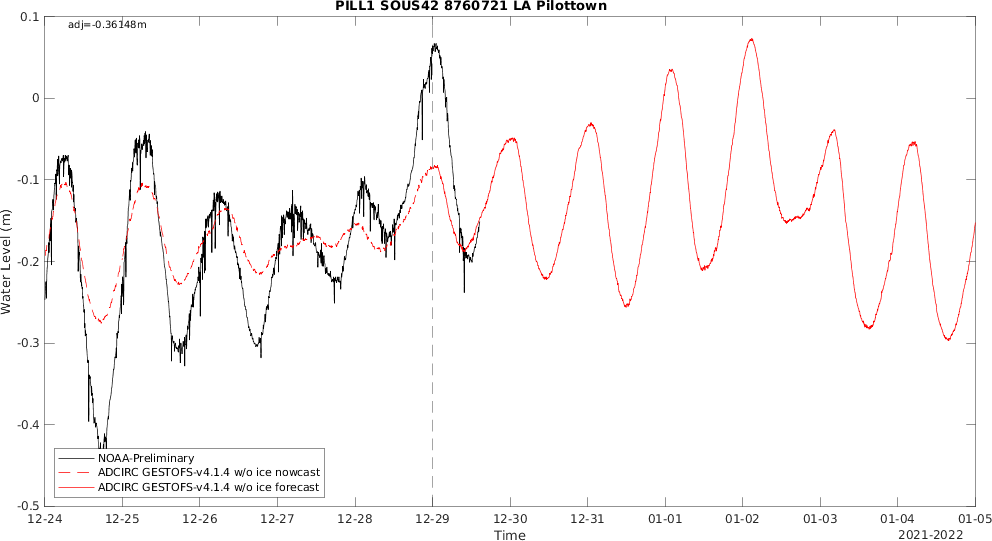 PILL1 SOUS42 8760721 LA Pilottown
adj=-0.36148m
0.1
0
-0.1
-0.2
-0.3
-0.4
-0.5
Water Level (m)
NOAA-Preliminary
ADCIRC GESTOFS-v4.1.4 w/o ice nowcast
ADCIRC GESTOFS-v4.1.4 w/o ice forecast
12-24 12-25 12-26 12-27 12-28 12-29 12-30 12-31 01-01 01-02 01-03 01-04 01-05
Time
2021-2022